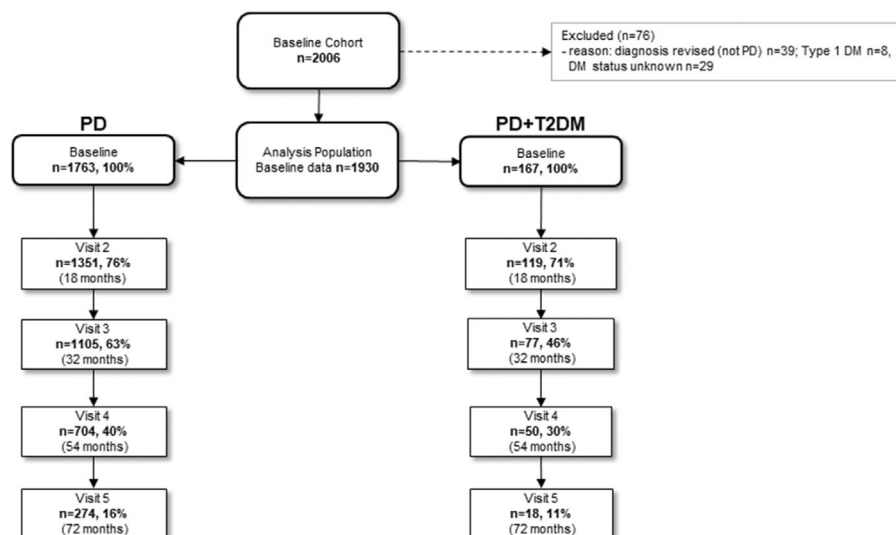 Baseline Cohort
n=2006
Excluded (n=76)
- reason: diagnosis revised (not PD) n=39; Type 1 DM n=8,
DM status unknown n=29
PD
PD+T2DM
Analysis Population
Baseline data n=1930
Baseline
n=1763, 100%
Baseline
n=167, 100%
Visit 2
n=1351, 76%
(18 months)
Visit 2
n=119, 71%
(18 months)
Visit 3
n=1105, 63%
(32 months)
Visit 3
n=77, 46%
(32 months)
Visit 4
n=704, 40%
(54 months)
Visit 4
n=50, 30%
(54 months)
Visit 5
n=274, 16%
(72 months)
Visit 5
n=18, 11%
(72 months)